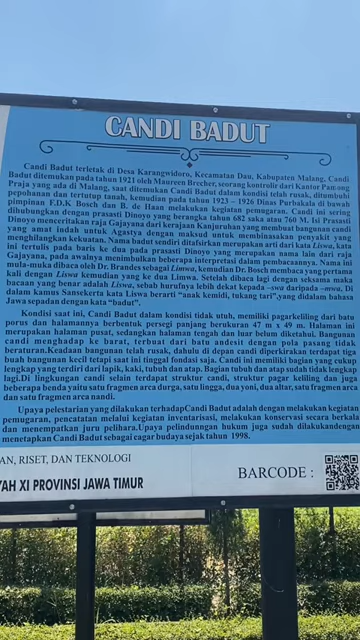 CANDI BADUT
Candi Badut terletak di Desa Karangwidoro, Kecamatan Dau, Kabupaten Malang, Candi
Badut ditemukan pada tahun 1921 oleh Maureen Brecher, seorang kontrolir dari Kantor Pamong
Praja yang ada di Malang, saat ditemukan Candi Badut dalam kondisi telah rusak, ditumbuhi
pepohanan dan tertutup tanah, kemudian pada tahun 1923 – 1926 Dinas Purbakala di bawah
pimpinan F.D.K Bosch dan B. de Haan melakukan kegiatan pemugaran. Candi ini sering
dihubungkan dengan prasasti Dinoyo yang berangka tahun 682 saka atau 760 M. Isi Prasasti
Dinoyo menceritakan raja Gajayana dari kerajaan Kanjuruhan yang membuat bangunan candi
yang amat indah untuk Agastya dengan maksud untuk membinasakan penyakit yang
menghilangkan kekuatan. Nama badut sendiri ditafsirkan merupakan arti dari kata Liswa, kata
ini tertulis pada baris ke dua pada prasasti Dinoyo yang merupakan nama lain dari raja
Gajayana, pada awalnya menimbulkan beberapa interpretasi dalam pembacaannya. Nama ini
mula-muka dibaca oleh Dr. Brandes sebagai Limwa, kemudian Dr. Bosch membaca yang pertama
kali dengan Liswa kemudian yang ke dua Limwa. Setelah dibaca lagi dengan seksama maka
bacaan yang benar adalah Liswa, sebab hurufnya lebih dekat kepada -swa daripada -mwa. Di
dalam kamus Sansekerta kata Liswa berarti “anak kemidi, tukang tari”,yang didalam bahasa
Jawa sepadan dengan kata “badut”.
Kondisi saat ini, Candi Badut dalam kondisi tidak utuh, memiliki pagarkeliling dari batu
porus dan halamannya berbentuk persegi panjang berukuran 47 m x 49 m. Halaman ini
merupakan halaman pusat, sedangkan halaman tengah dan luar belum diketahui. Bangunan
candi menghadap ke barat, terbuat dari batu andesit dengan pola pasang tidak
beraturan.Keadaan bangunan telah rusak, dahulu di depan candi diperkirakan terdapat tiga
buah bangunan kecil tetapi saat ini tinggal fondasi saja. Candi ini memiliki bagian yang cukup
lengkap yang terdiri dari lapik, kaki, tubuh dan atap. Bagian tubuh dan atap sudah tidak lengkap
lagi.Di lingkungan candi selain terdapat struktur candi, struktur pagar keliling dan juga
beberapa benda yaitu satu fragmen arca durga, satu lingga, dua yoni, dua altar, satu fragmen arca
dan satu fragmen arca nandi.
Upaya pelestarian yang dilakukan terhadapCandi Badut adalah dengan melakukan kegiatan
pemugaran, pencatatan melalui kegiatan inventarisasi, melakukan konservasi secara berkala
dan menempatkan juru pelihara.Upaya pelindungan hukum juga sudah dilakukandengan
menetapkan Candi Badut sebagai cagar budaya sejak tahun 1998.
AN, RISET, DAN TEKNOLOGI
YAH XI PROVINSI JAWA TIMUR
BARCODE :